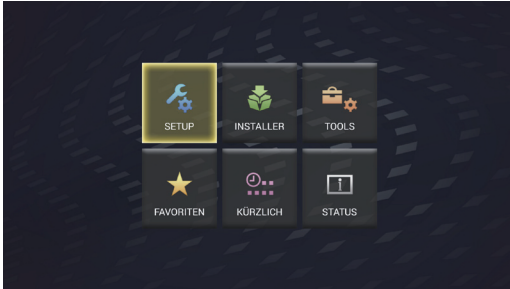 SETUP
INSTALLER
TOOLS
FAVORITEN
KÜRZLICH
STATUS